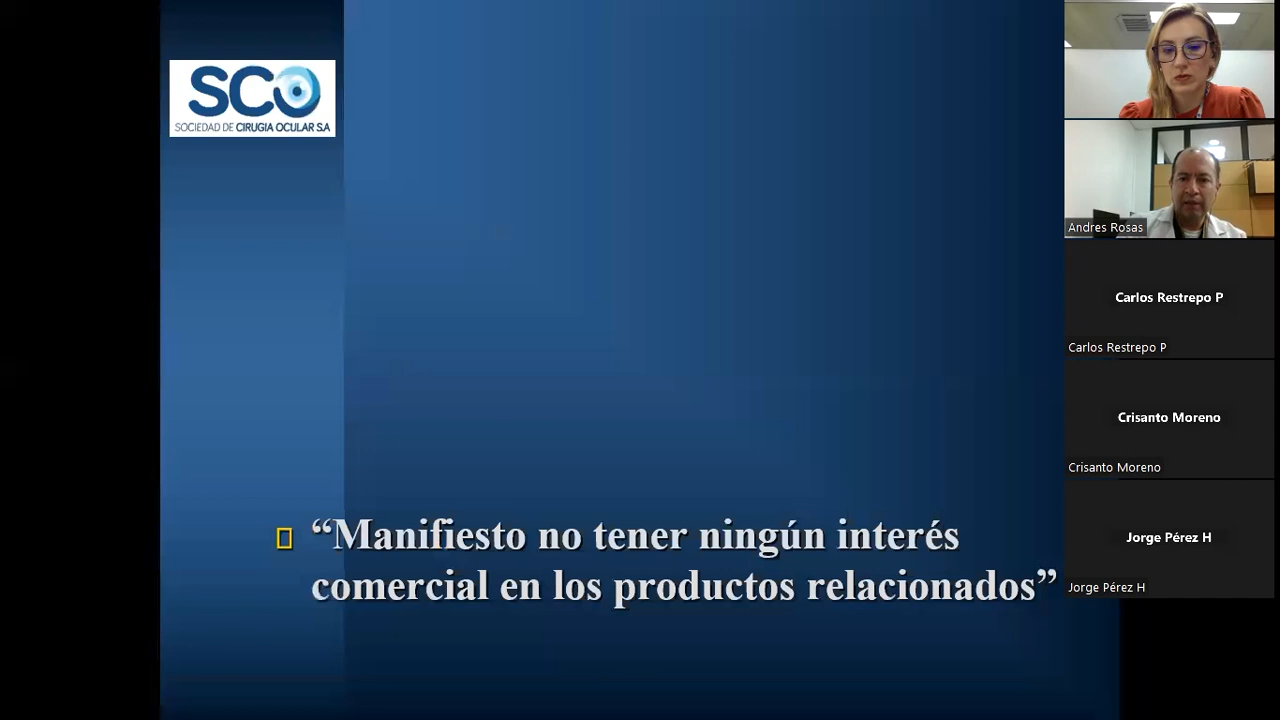 SCO
SOCIEDAD DE CIRUGIA OCULAR S.A
“Manifiesto no tener ningún interés
comercial en los productos relacionados”
Andres Rosas
Carlos Restrepo P
Carlos Restrepo P
Crisanto Moreno
Crisanto Moreno
Jorge Pérez H
Jorge Pérez H